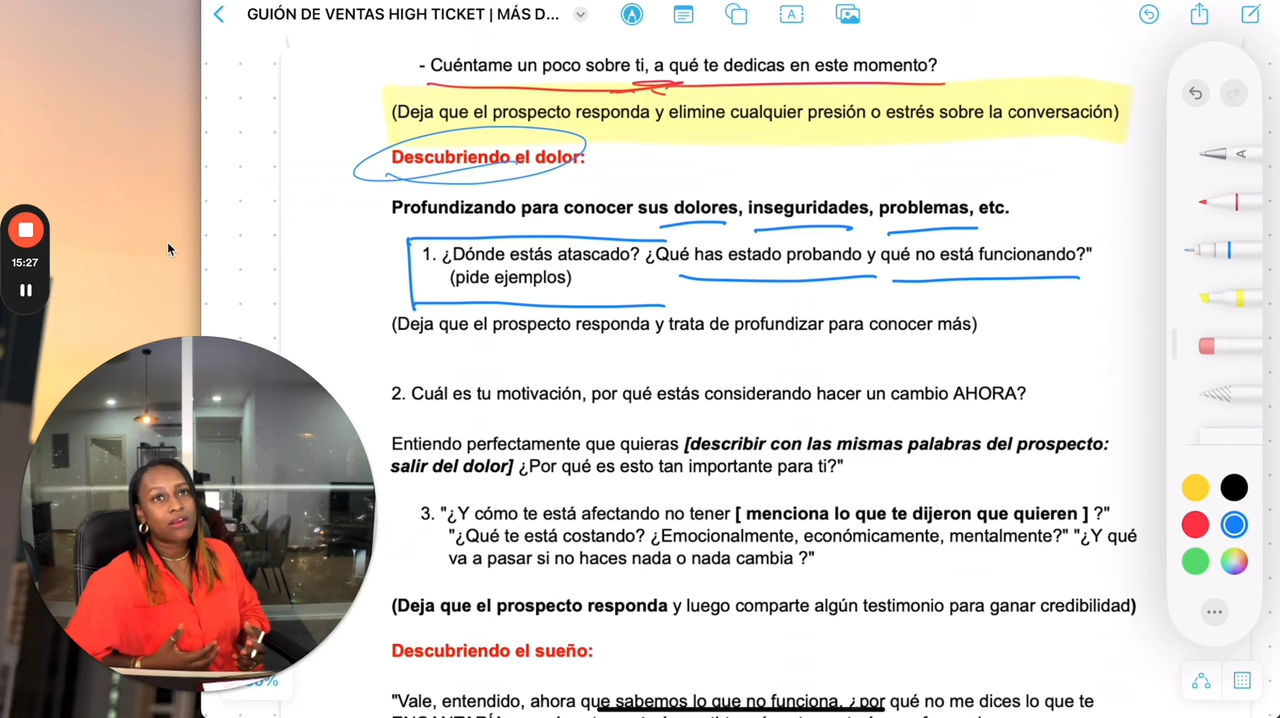 GUIÓN DE VENTAS HIGH TICKET | MÁS D...
- Cuéntame un poco sobre ti, a qué te dedicas en este momento?
(Deja que el prospecto responda y elimine cualquier presión o estrés sobre la conversación)
Descubriendo el dolor:
Profundizando para conocer sus dolores, inseguridades, problemas, etc.
1. ¿Dónde estás atascado? ¿Qué has estado probando y qué no está funcionando?"
(pide ejemplos)
(Deja que el prospecto responda y trata de profundizar para conocer más)
15:27
2. Cuál es tu motivación, por qué estás considerando hacer un cambio AHORA?
Entiendo perfectamente que quieras [describir con las mismas palabras del prospecto:
salir del dolor] ¿Por qué es esto tan importante para ti?"
3. "¿Y cómo te está afectando no tener [ menciona lo que te dijeron que quieren ] ?"
"¿Qué te está costando? ¿Emocionalmente, económicamente, mentalmente?" "¿Y qué
va a pasar si no haces nada o nada cambia ?"
(Deja que el prospecto responda y luego comparte algún testimonio para ganar credibilidad)
Descubriendo el sueño:
"Vale, entendido, ahora que sabemos lo que no funciona, ¿por qué no me dices lo que te